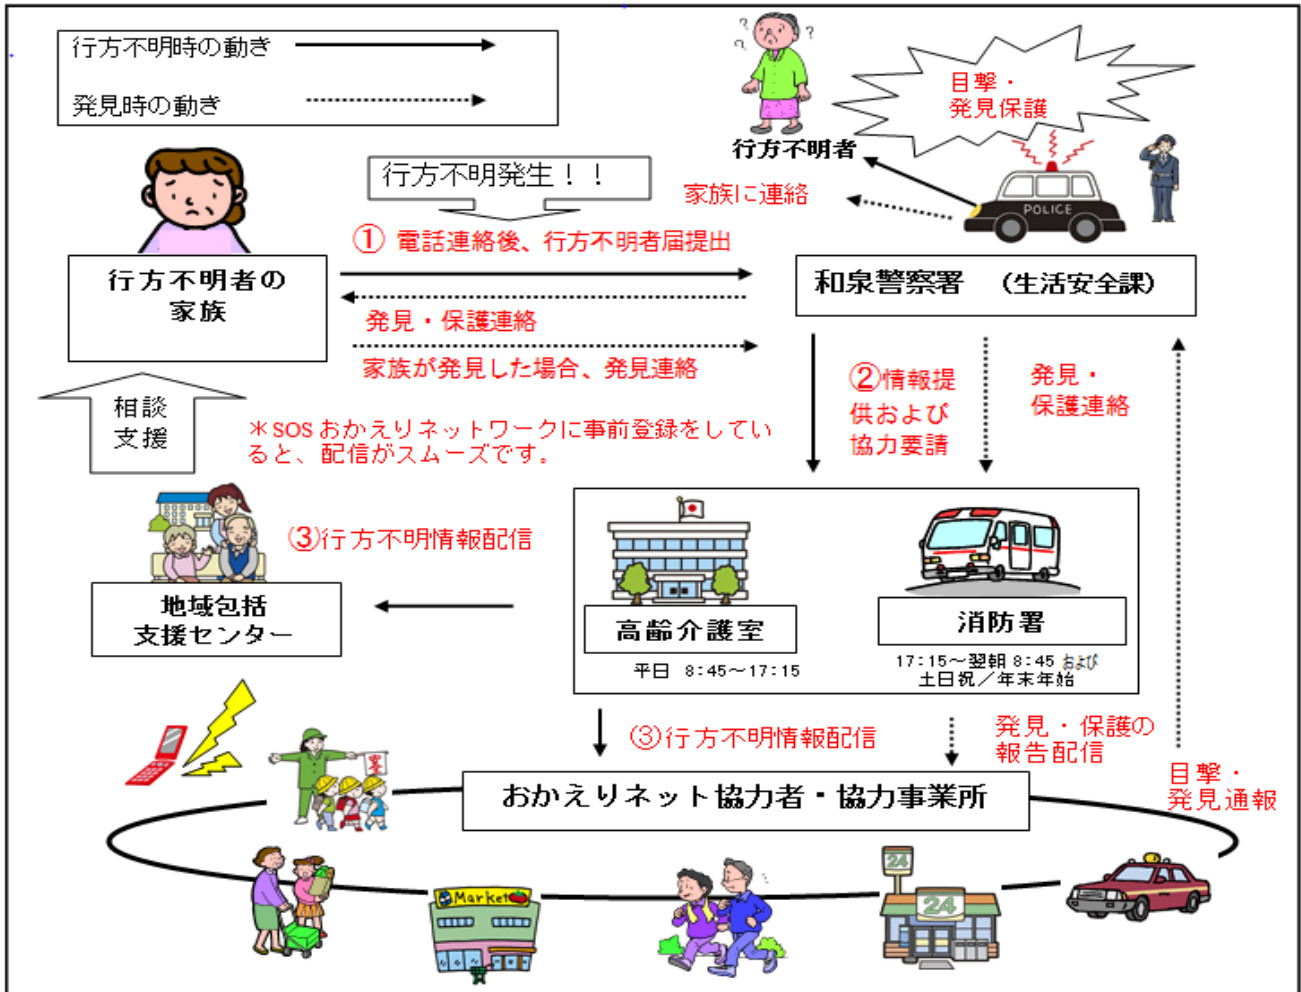 行方不明時の動き
発見時の動き
? ? ?
目撃・
発見保護
行方不明者
行方不明発生！！
家族に連絡
POLICE
① 電話連絡後、行方不明者届提出
行方不明者の
家族
和泉警察署 （生活安全課）
発見・保護連絡
家族が発見した場合、発見連絡
②情報提
供および
協力要請
発見・
保護連絡
相談
支援
＊SOS おかえりネットワークに事前登録をしてい
ると、配信がスムーズです。
③行方不明情報配信
地域包括
支援センター
高齢介護室
平日 8:45～17:15
消防署
17:15～翌朝 8:45 および
土日祝／年末年始
③行方不明情報配信
発見・保護の
報告配信
目撃・
発見通報
おかえりネット協力者・協力事業所
Market
24
24